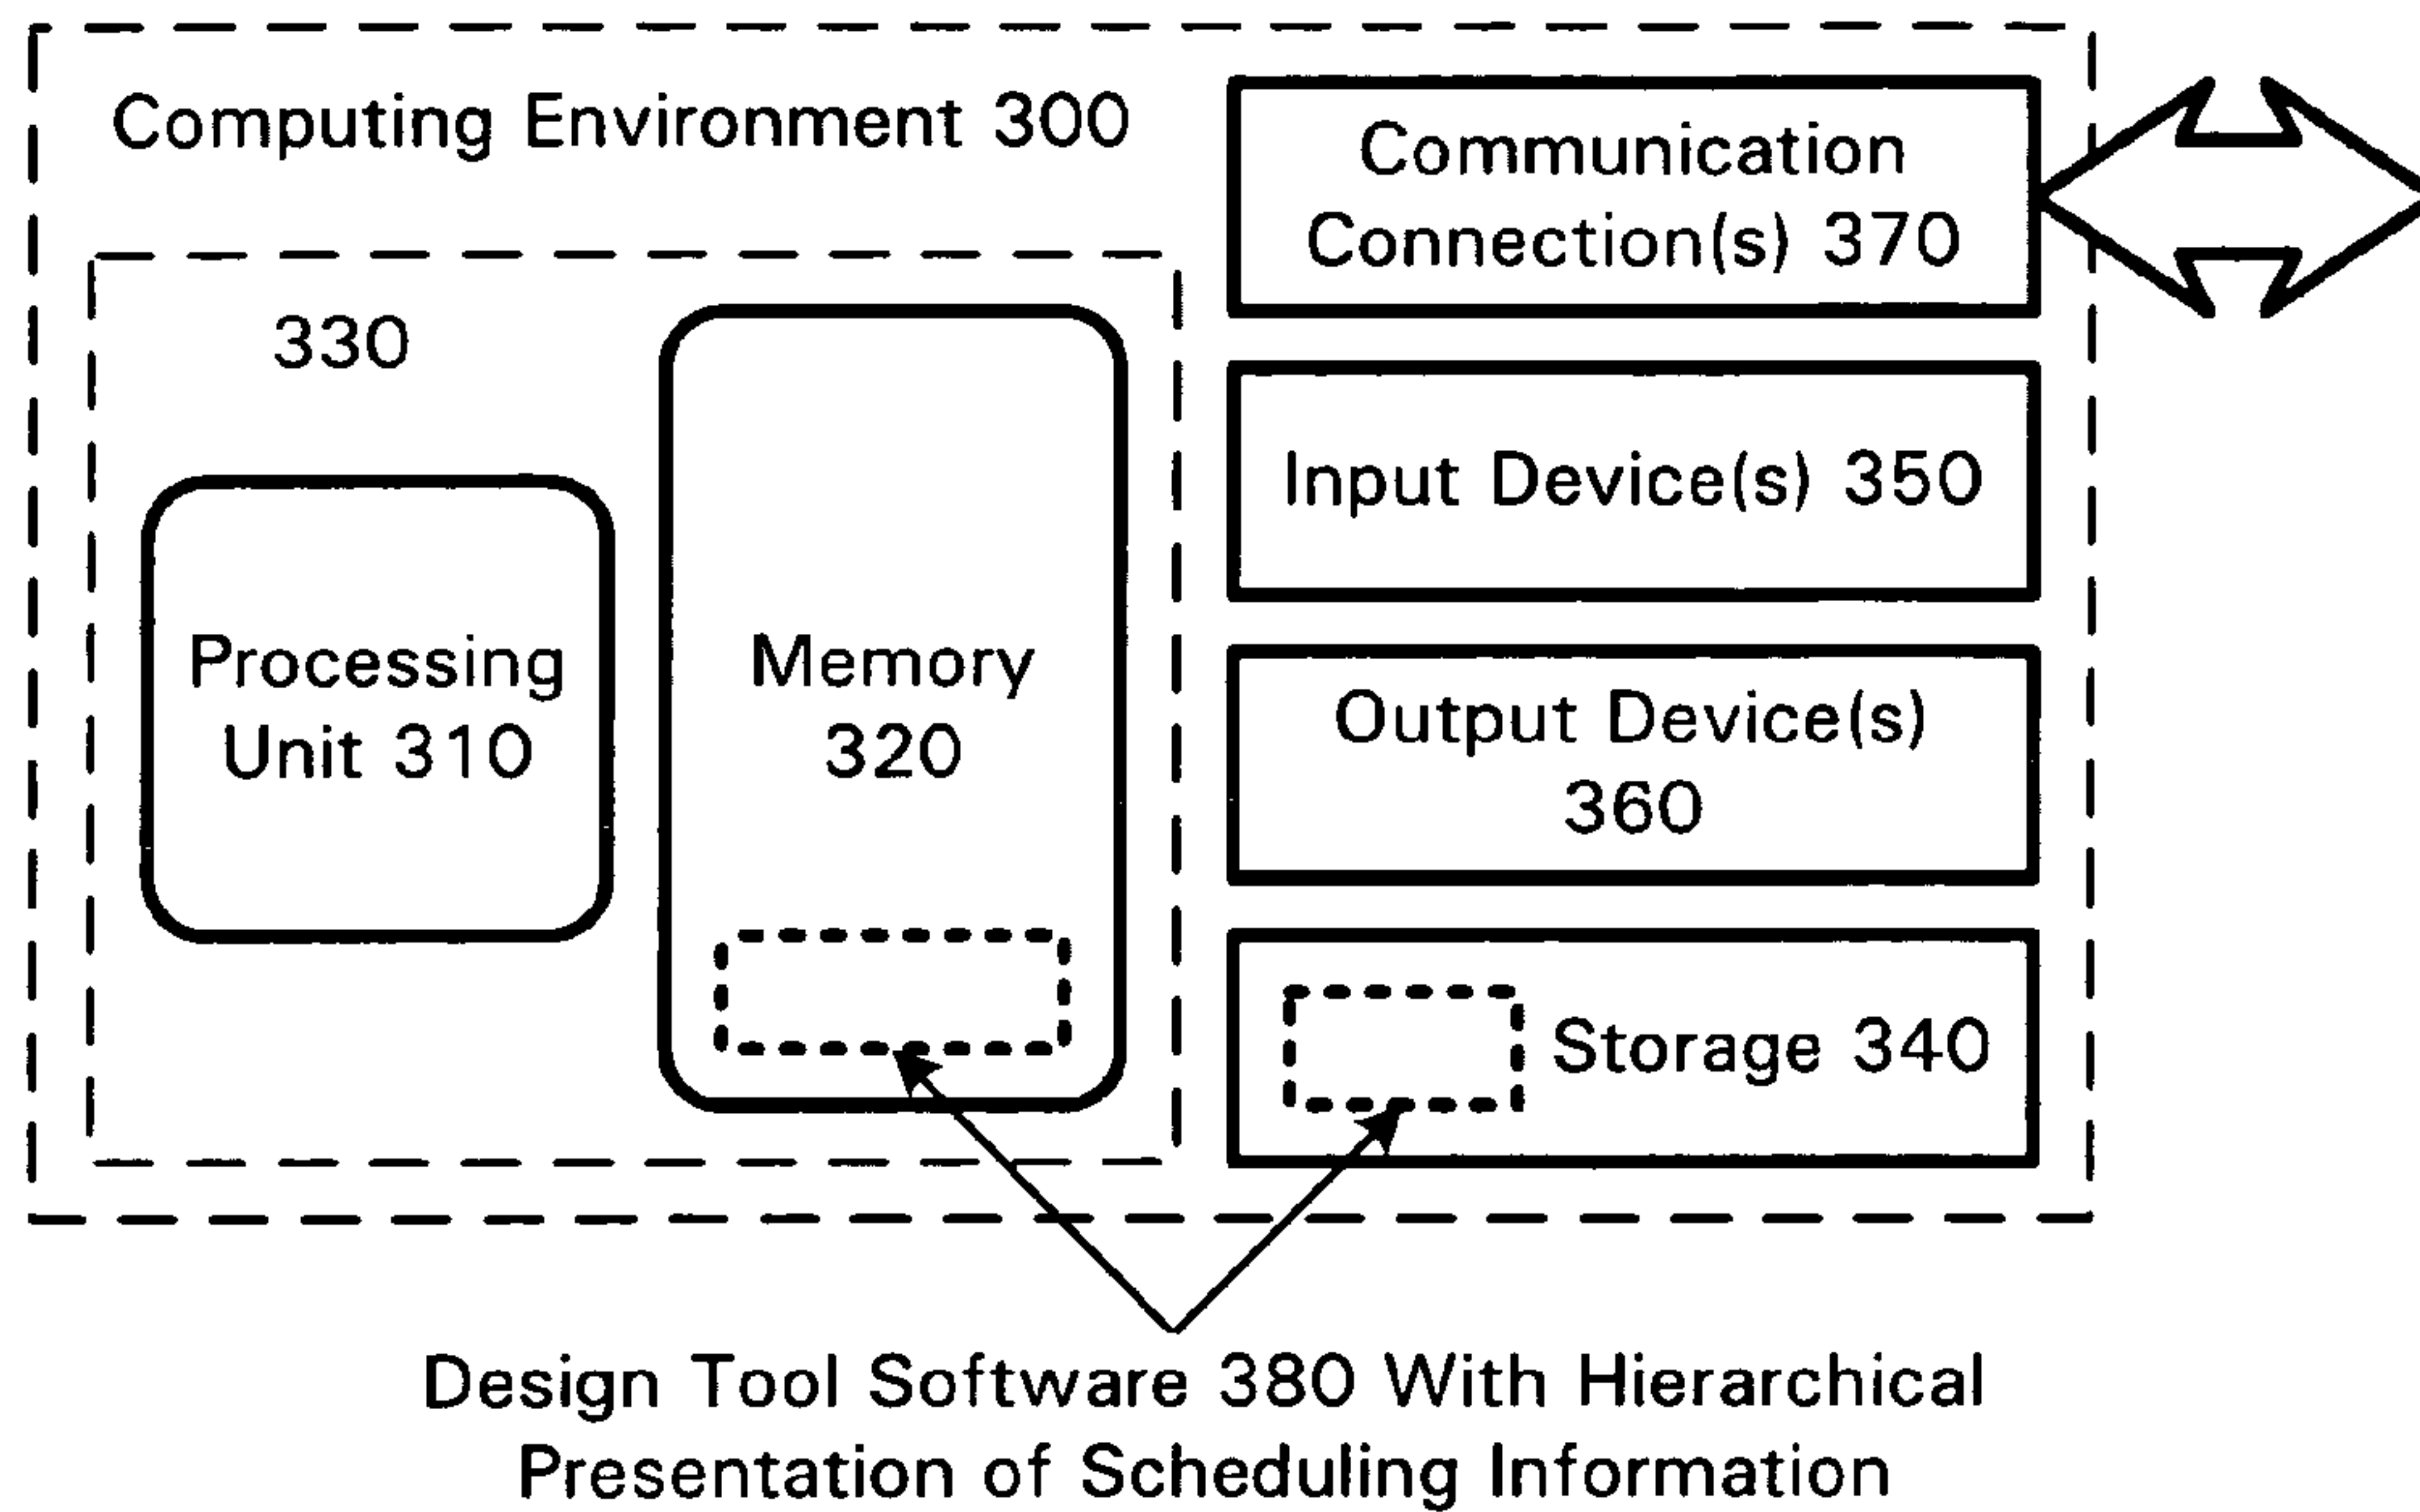 Computing Environment 300
Communication
Connection(s) 370
330
Input Device(s) 350
Processing
Unit 310
Memory
320
Output Device(s)
360
Storage 340
Design Tool Software 380 With Hierarchical
Presentation of Scheduling Information